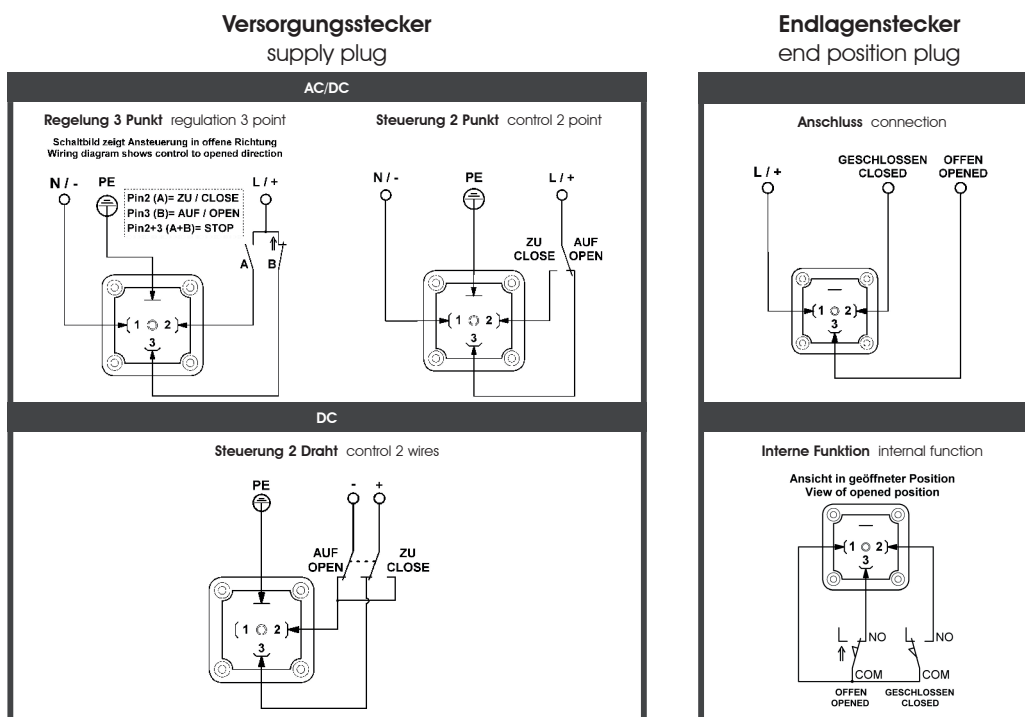 Versorgungsstecker
supply plug
AC/DC
Regelung 3 Punkt regulation 3 point
Schaltbild zeigt Ansteuerung in offene Richtung
Wiring diagram shows control to opened direction
N / -
PE
L / +
Pin2 (A)= ZU / CLOSE
Pin3 (B)= AUF / OPEN
Pin2+3 (A+B)= STOP
A
B
1
2
3
Steuerung 2 Punkt control 2 point
N / -
PE
L / +
ZU
CLOSE
AUF
OPEN
1
2
3
DC
Steuerung 2 Draht control 2 wires
PE
-
+
AUF
OPEN
ZU
CLOSE
1
2
3
Endlagenstecker
end position plug
Anschluss connection
L / +
GESCHLOSSEN
CLOSED
OFFEN
OPENED
1
2
3
Interne Funktion internal function
Ansicht in geöffneter Position
View of opened position
1
2
3
NO
NO
COM
COM
OFFEN
OPENED
GESCHLOSSEN
CLOSED